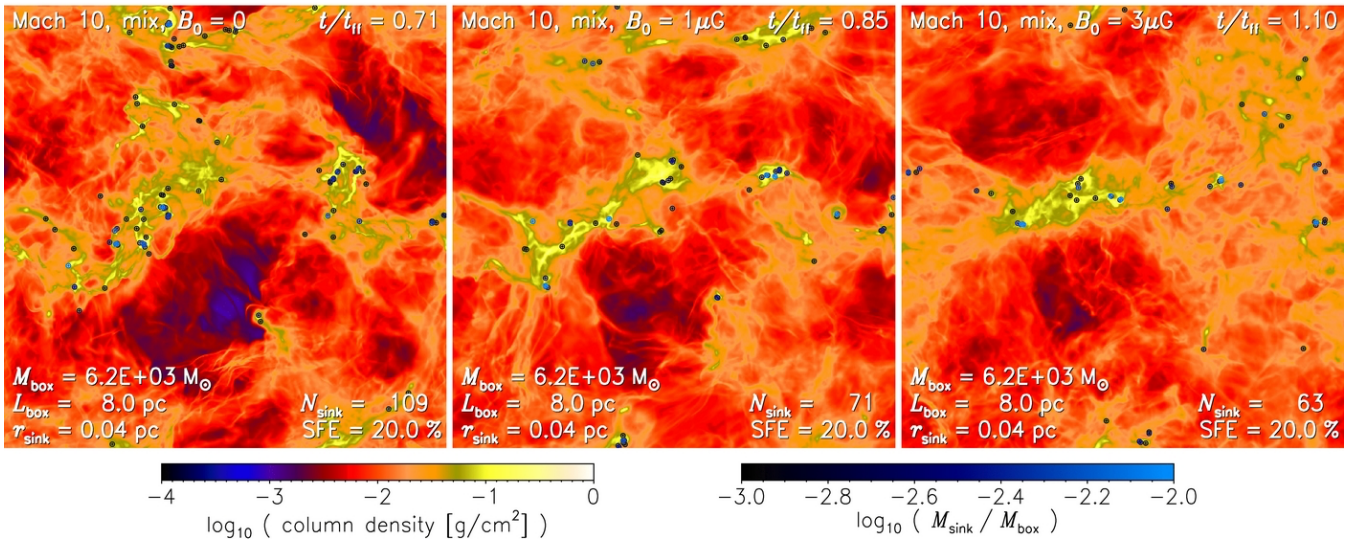 Mach 10, mix, B₀ = 0 t/t_ff = 0.71
M_box = 6.2E+03 M_⊙
L_box = 8.0 pc N_sink = 109
r_sink = 0.04 pc SFE = 20.0 %
Mach 10, mix, B₀ = 1μG t/t_ff = 0.85
M_box = 6.2E+03 M_⊙
L_box = 8.0 pc N_sink = 71
r_sink = 0.04 pc SFE = 20.0 %
Mach 10, mix, B₀ = 3μG t/t_ff = 1.10
M_box = 6.2E+03 M_⊙
L_box = 8.0 pc N_sink = 63
r_sink = 0.04 pc SFE = 20.0 %
-4 -3 -2 -1 0
log₁₀ ( column density [g/cm²] )
-3.0 -2.8 -2.6 -2.4 -2.2 -2.0
log₁₀ ( M_sink / M_box )